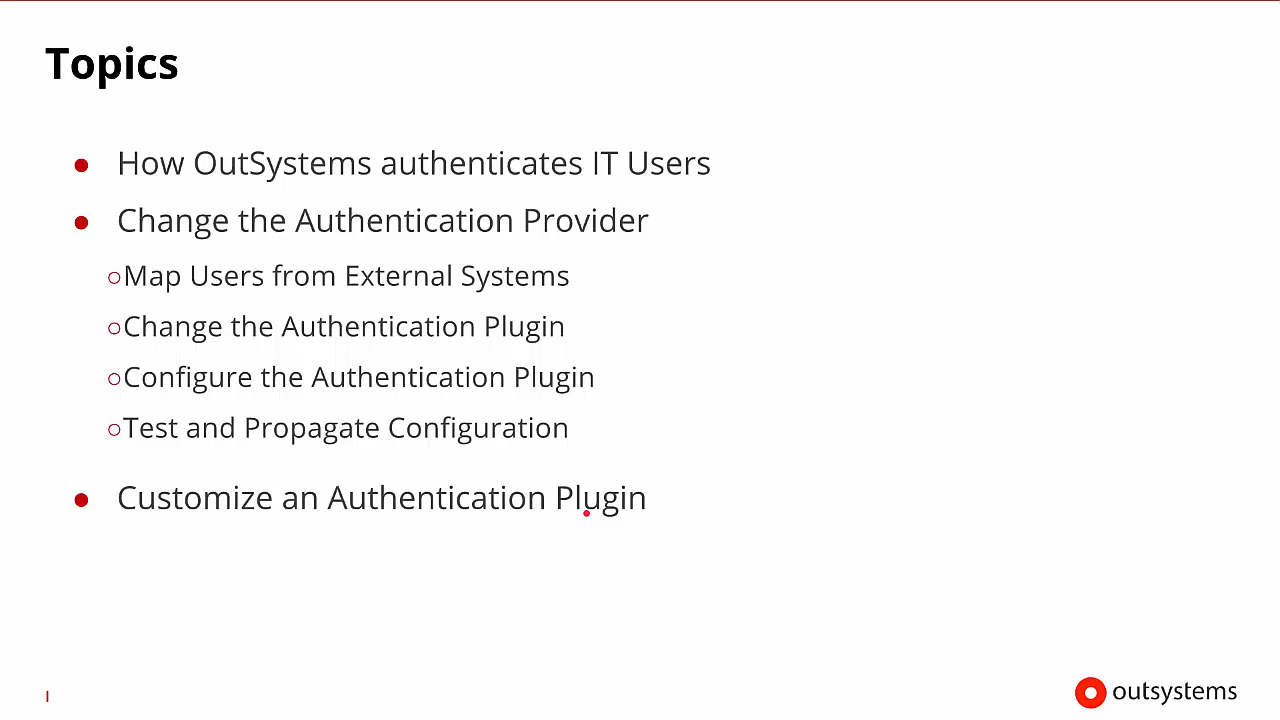 Topics
● How OutSystems authenticates IT Users
● Change the Authentication Provider
○Map Users from External Systems
○Change the Authentication Plugin
○Configure the Authentication Plugin
○Test and Propagate Configuration
● Customize an Authentication Plugin
outsystems